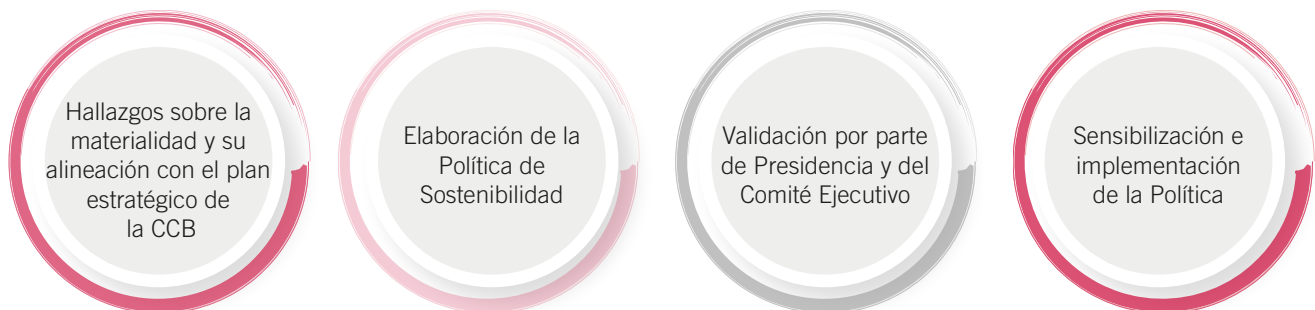 Hallazgos sobre la
materialidad y su
alineación con el plan
estratégico de
la CCB
Elaboración de la
Política de
Sostenibilidad
Validación por parte
de Presidencia y del
Comité Ejecutivo
Sensibilización e
implementación
de la Política